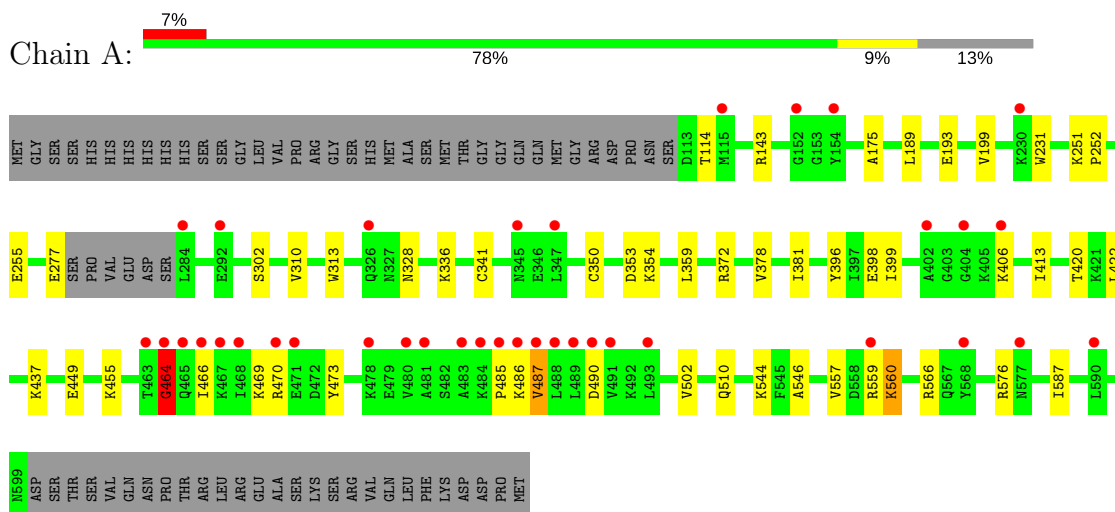 7%
Chain A:
78% 9% 13%
MET GLY SER SER HIS HIS HIS HIS HIS HIS SER SER GLY LEU VAL PRO ARG GLY SER HIS MET ALA SER MET THR GLY GLY GLN GLN MET GLY ARG ASP PRO ASN SER D113 T114 M115 R143 G152 G153 Y154 A175 L189 E193 V199 K230 W231 K251 P252
E255 E277 SER PRO VAL GLU ASP SER L284 E292 S302 V310 W313 Q326 N327 N328 K336 C341 N345 E346 L347 C350 D353 K354 L359 R372 V378 I381 Y396 I397 E398 I399 A402 G403 G404 K405 K406 I413 T420 K421
K437 E449 K455 T463 G464 Q465 I466 K467 I468 K469 R470 E471 D472 Y473 K478 E479 V480 A481 S482 A483 K484 P485 K486 V487 L488 L489 D490 V491 K492 L493 V502 Q510 K544 F545 A546 V557 D558 R559 K560 R566 Q567 Y568 R576 N577 I587 L590
N599 ASP SER THR SER VAL GLN ASN PRO THR ARG LEU ARG GLU ALA SER LYS SER ARG VAL GLN LEU PHE LYS ASP ASP PRO MET